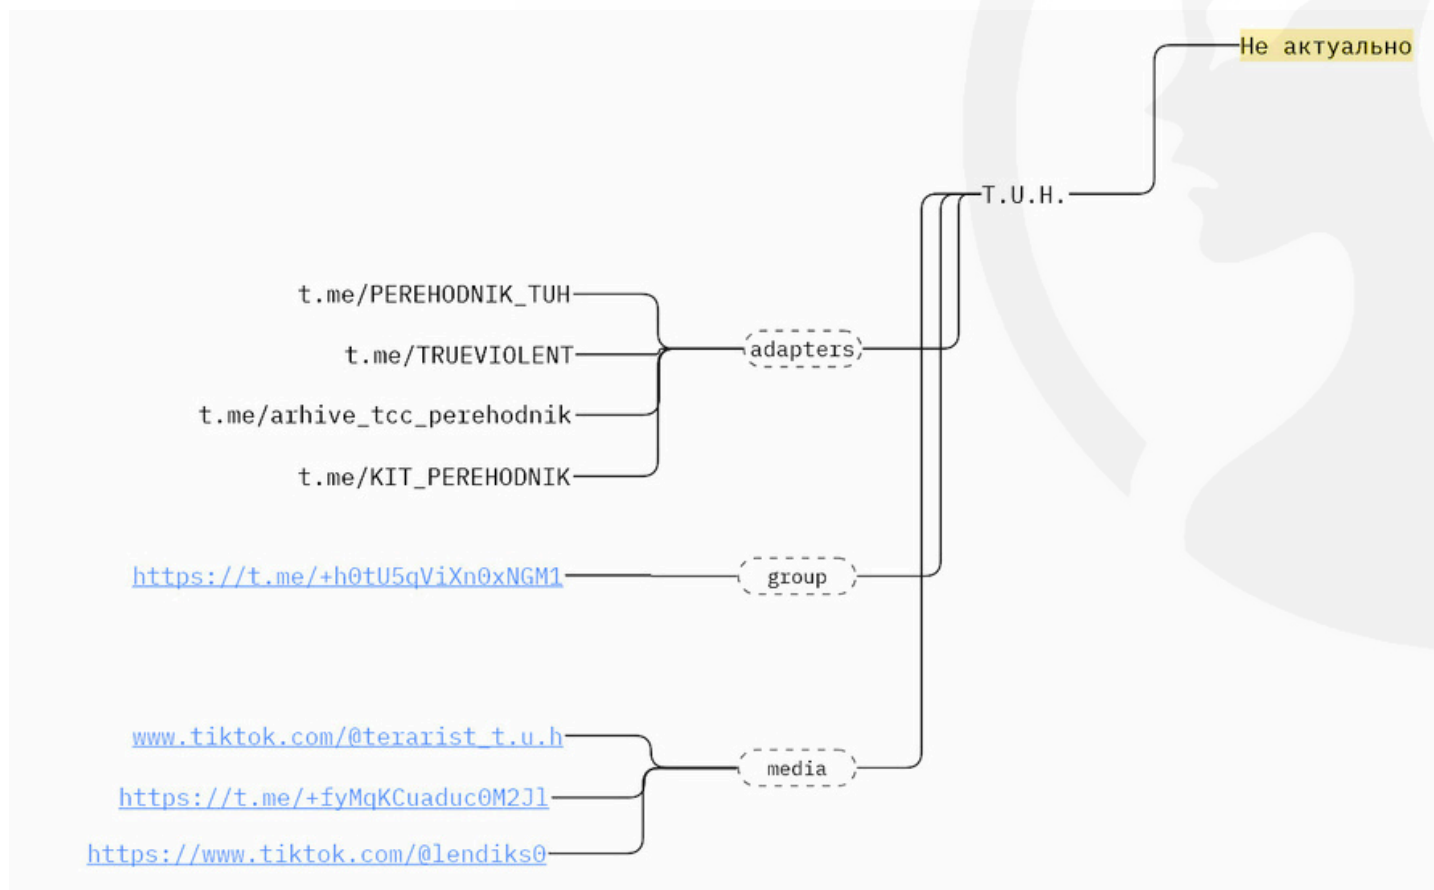 Не актуально
T.U.H.
t.me/PEREHODNIK_TUH
t.me/TRUEVIOLENT
adapters
t.me/arhive_tcc_perehodnik
t.me/KIT_PEREHODNIK
https://t.me/+h0tU5qViXn0xNGM1
group
www.tiktok.com/@terarist_t.u.h
media
https://t.me/+fyMqKCuaduc0M2Jl
https://www.tiktok.com/@lendiks0